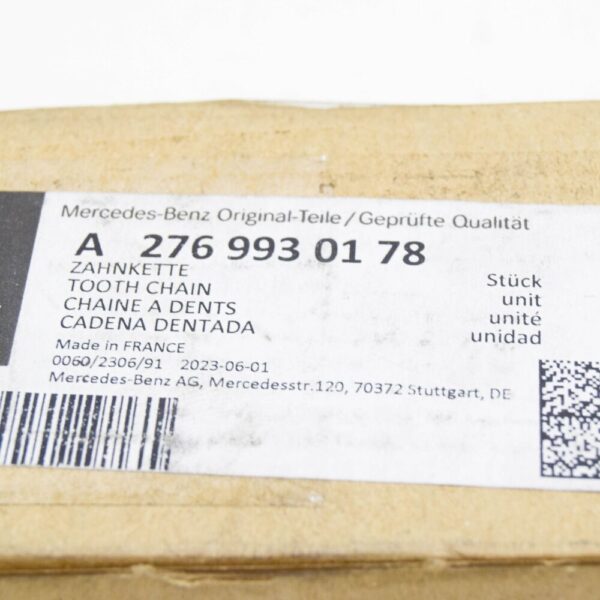 Mercedes-Benz Original-Teile / Geprüfte Qualität
A 276 993 01 78
ZAHNKETTE
TOOTH CHAIN
CHAINE A DENTS
CADENA DENTADA
Stück
unit
unité
unidad
Made in FRANCE
0060/2306/91 2023-06-01
Mercedes-Benz AG, Mercedesstr.120, 70372 Stuttgart, DE